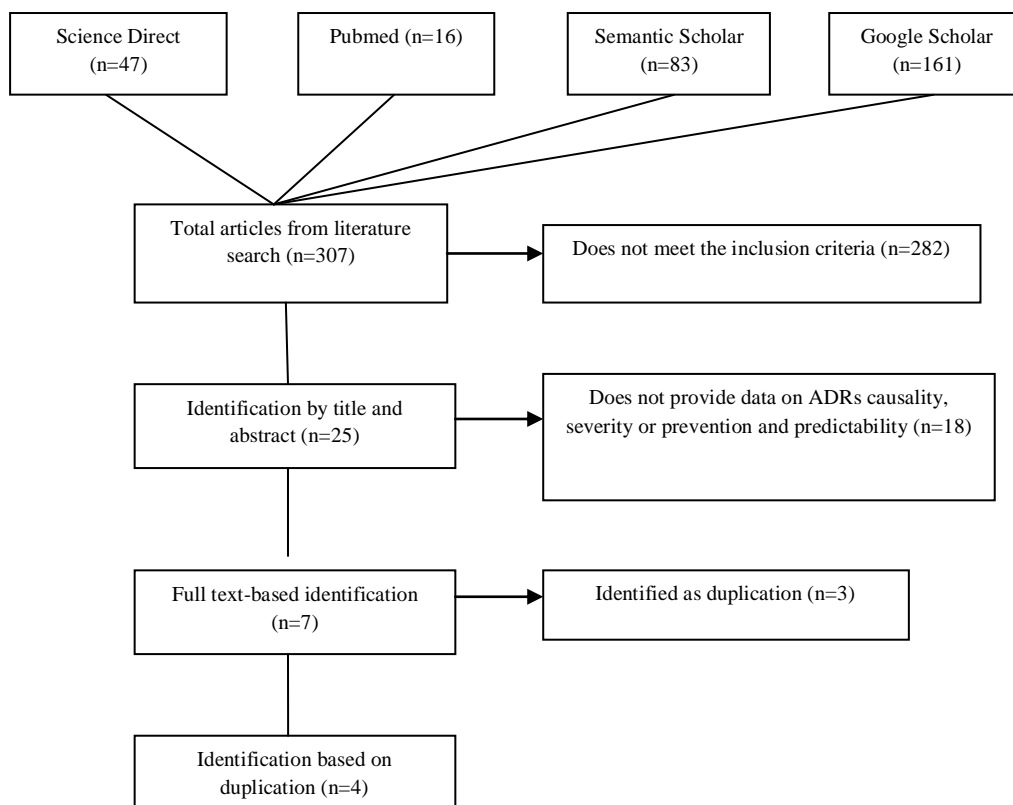 Science Direct
(n=47)
Pubmed (n=16)
Semantic Scholar
(n=83)
Google Scholar
(n=161)
Total articles from literature
search (n=307)
Does not meet the inclusion criteria (n=282)
Identification by title and
abstract (n=25)
Does not provide data on ADRs causality,
severity or prevention and predictability (n=18)
Full text-based identification
(n=7)
Identified as duplication (n=3)
Identification based on
duplication (n=4)